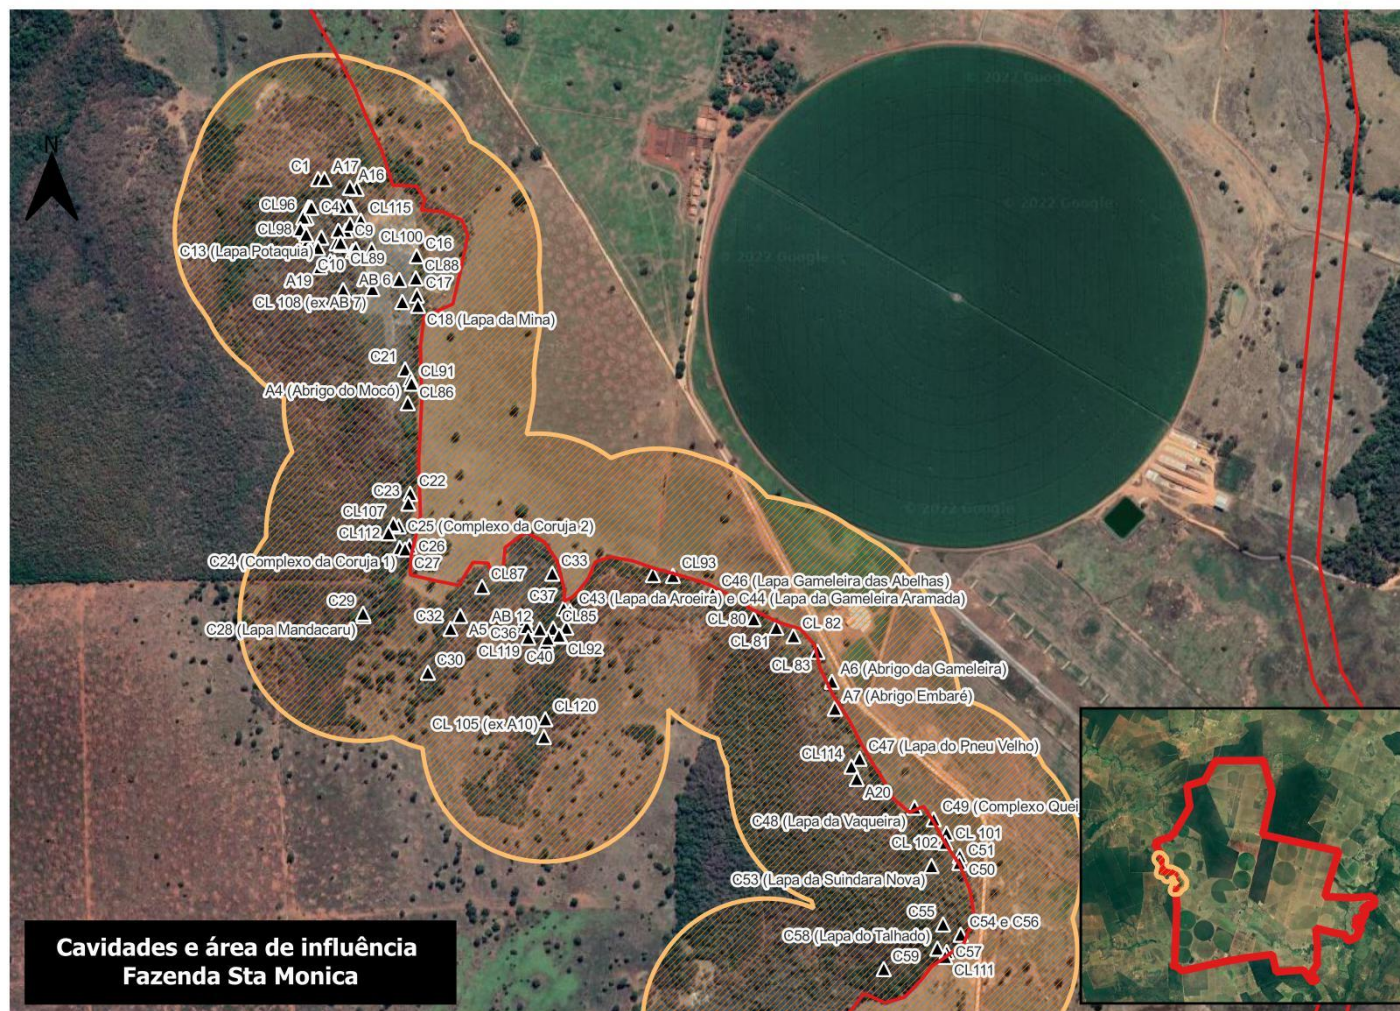 © 2022 Google
N
C1
A17
A16
CL96
C4
CL115
© 2022 Google
CL98
C9
CL100
C13 (Lapa Potaquia)
C16
© 2022 Google
C10
CL89
CL88
A19
AB 6
C17
CL 108 (ex AB 7)
C18 (Lapa da Mina)
C21
CL91
A4 (Abrigo do Mocó)
CL86
C23
C22
© 2022 Google
CL107
C25 (Complexo da Coruja 2)
CL112
C26
C24 (Complexo da Coruja 1)
C27
C33
CL93
CL87
C46 (Lapa Gameleira das Abelhas)
C29
C37
C43 (Lapa da Aroeira) e C44 (Lapa da Gameleira Aramada)
C32
AB 12
CL85
CL 80
C28 (Lapa Mandacaru)
A5
C36
CL 81
CL 82
CL119
C40
CL92
CL 83
C30
A6 (Abrigo da Gameleira)
A7 (Abrigo Embaré)
CL120
CL 105 (ex A10)
C47 (Lapa do Pneu Velho)
CL114
A20
C49 (Complexo Quei
C48 (Lapa da Vaqueira)
CL 101
CL 102
C51
C50
C53 (Lapa da Suindara Nova)
C55
C54 e C56
C58 (Lapa do Talhado)
C57
C59
CL111
Cavidades e área de influência
Fazenda Sta Monica